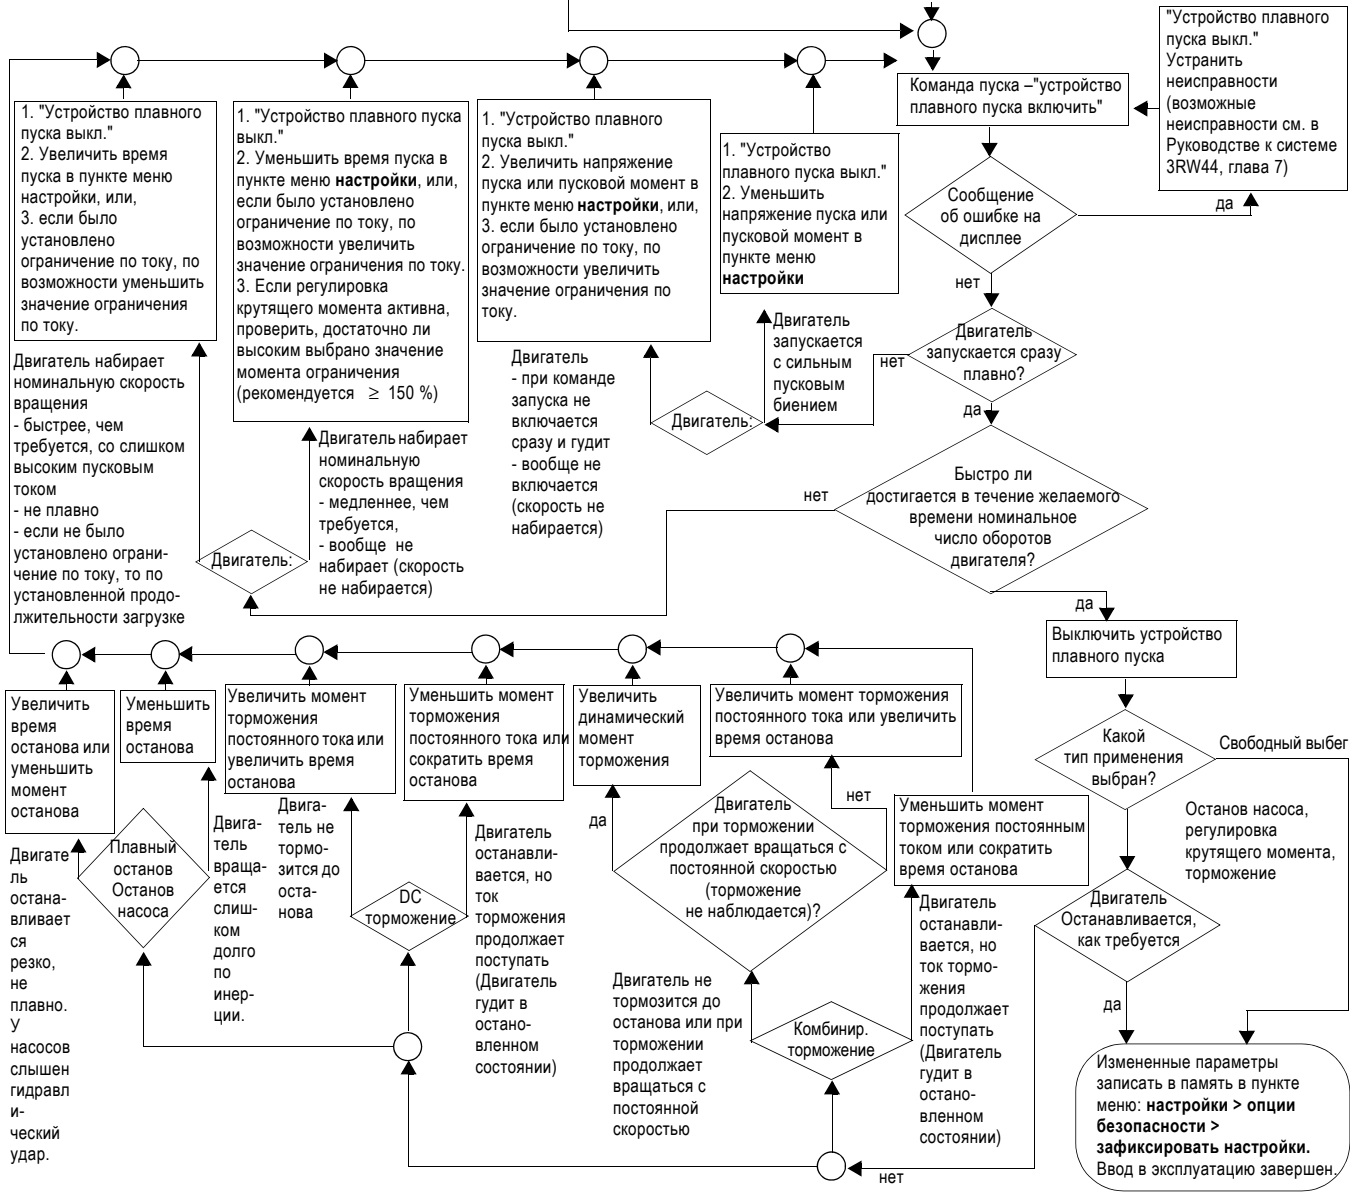 "Устройство плавного
пуска выкл."
Устранить
неисправности
(возможные
неисправности см. в
Руководстве к системе
3RW44, глава 7)
Команда пуска –"устройство
плавного пуска включить"
1. "Устройство плавного
пуска выкл."
2. Увеличить время
пуска в пункте меню
настройки, или,
3. если было
установлено
ограничение по току, по
возможности уменьшить
значение ограничения
по току.
1. "Устройство плавного пуска
выкл."
2. Уменьшить время пуска в
пункте меню настройки, или,
если было установлено
ограничение по току, по
возможности увеличить
значение ограничения по току.
3. Если регулировка
крутящего момента активна,
проверить, достаточно ли
высоким выбрано значение
момента ограничения
(рекомендуется ≥ 150 %)
1. "Устройство плавного
пуска выкл."
2. Увеличить напряжение
пуска или пусковой момент в
пункте меню настройки, или,
3. если было установлено
ограничение по току, по
возможности увеличить
значение ограничения по
току.
1. "Устройство
плавного пуска выкл."
2. Уменьшить
напряжение пуска или
пусковой момент в
пункте меню
настройки
Сообщение
об ошибке на
дисплее
да
нет
Двигатель
запускается сразу
плавно?
нет
да
Двигатель
запускается
с сильным
пусковым
биением
Двигатель:
Двигатель
- при команде
запуска не
включается
сразу и гудит
- вообще не
включается
(скорость не
набирается)
Двигатель набирает
номинальную скорость
вращения
- быстрее, чем
требуется, со слишком
высоким пусковым
током
- не плавно
- если не было
установлено ограни-
чение по току, то по
установленной продо-
лжительности загрузке
Двигатель:
Двигатель набирает
номинальную
скорость вращения
- медленнее, чем
требуется,
- вообще не
набирает (скорость
не набирается)
Быстро ли
достигается в течение желаемого
времени номинальное
число оборотов
двигателя?
нет
да
Выключить устройство
плавного пуска
Какой
тип применения
выбран?
Свободный выбег
Останов насоса,
регулировка
крутящего момента,
торможение
Двигатель
Останавливается,
как требуется
да
нет
Измененные параметры
записать в память в пункте
меню: настройки > опции
безопасности >
зафиксировать настройки.
Ввод в эксплуатацию завершен.
Увеличить
время
останова или
уменьшить
момент
останова
Уменьшить
время
останова
Увеличить момент
торможения
постоянного тока или
увеличить время
останова
Уменьшить момент
торможения
постоянного тока или
сократить время
останова
Увеличить
динамический
момент
торможения
Увеличить момент торможения
постоянного тока или увеличить
время останова
Уменьшить момент
торможения постоянным
током или сократить
время останова
Двигате
ль
остана-
вливает
ся
резко,
не
плавно.
У
насосов
слышен
гидравл
и-
ческий
удар.
Плавный
останов
Останов
насоса
Двига-
тель
враща-
ется
слиш-
ком
долго
по
инер-
ции.
Двига-
тель не
тормо-
зится до
оста-
нова
DC
торможение
Двигатель
останавли-
вается, но
ток
торможения
продолжает
поступать
(Двигатель
гудит в
остано-
вленном
состоянии)
да
Двигатель
при торможении
продолжает вращаться с
постоянной скоростью
(торможение
не наблюдается)?
нет
Двигатель не
тормозится до
останова или при
торможении
продолжает
вращаться с
постоянной
скоростью
Комбинир.
торможение
Двигатель
останавли-
вается, но
ток тормо-
жения
продолжает
поступать
(Двигатель
гудит в
остано-
вленном
состоянии)